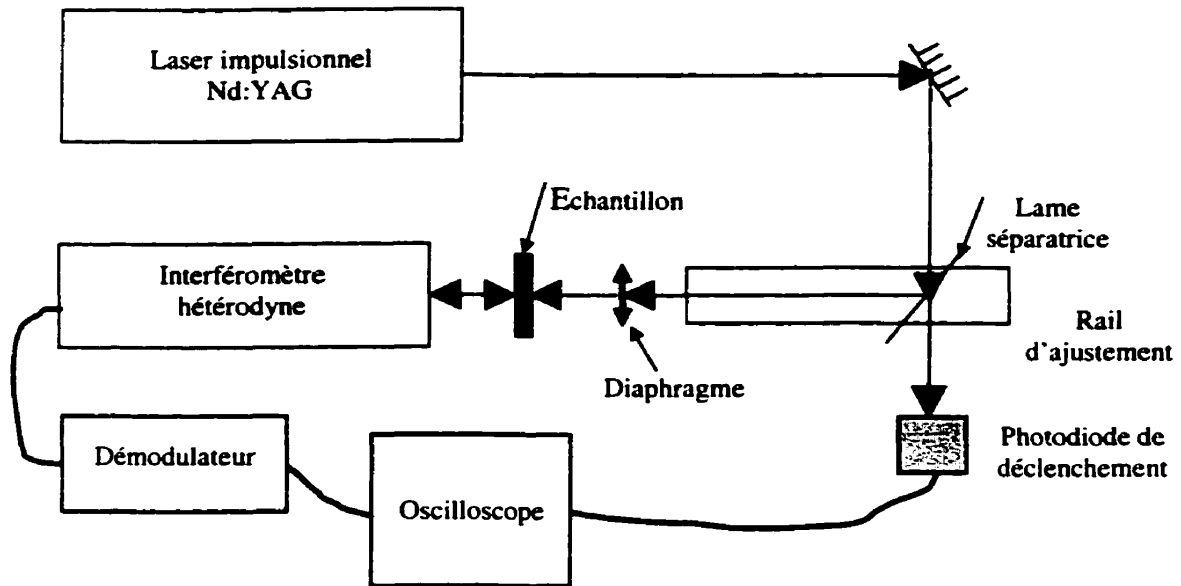 Laser impulsionnel
Nd:YAG
Echantillon
Lame
séparatrice
Interféromètre
hétérodyne
Rail
d'ajustement
Diaphragme
Démodulateur
Photodiode de
déclenchement
Oscilloscope